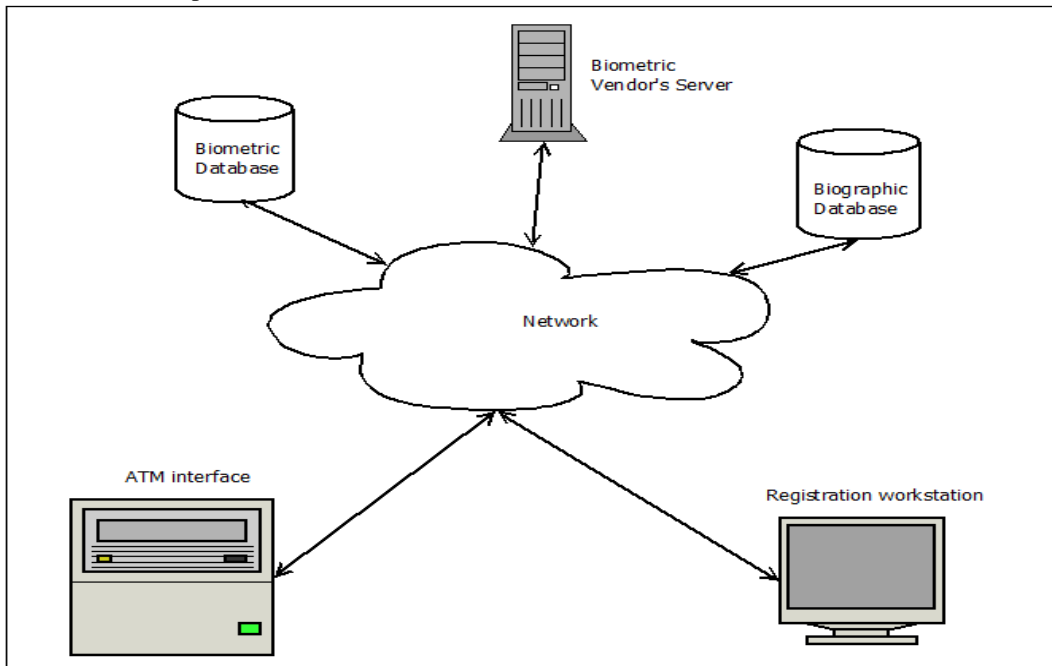 Biometric
Vendor's Server
Biometric
Database
Biographic
Database
Network
ATM interface
Registration workstation